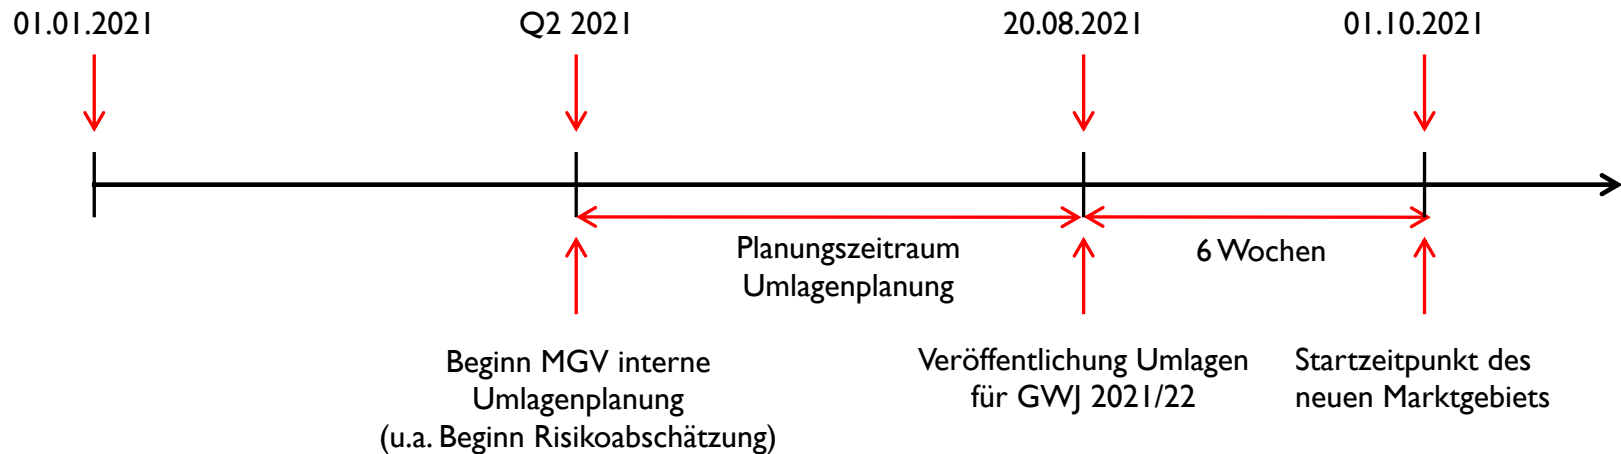 01.01.2021
Q2 2021
20.08.2021
01.10.2021
Planungszeitraum
Umlagenplanung
6 Wochen
Beginn MGV interne
Umlagenplanung
(u.a. Beginn Risikoabschätzung)
Veröffentlichung Umlagen
für GWJ 2021/22
Startzeitpunkt des
neuen Marktgebiets